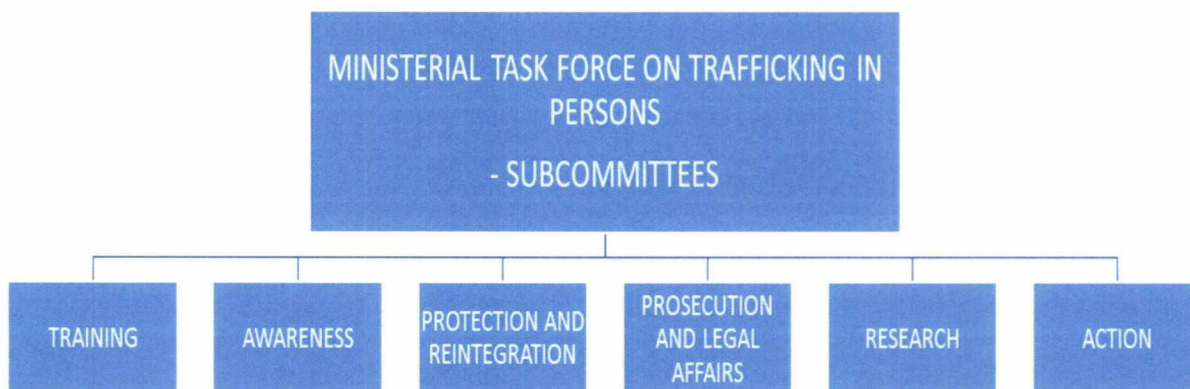 MINISTERIAL TASK FORCE ON TRAFFICKING IN
PERSONS
- SUBCOMMITTEES
TRAINING
AWARENESS
PROTECTION AND
REINTEGRATION
PROSECUTION
AND LEGAL
AFFAIRS
RESEARCH
ACTION